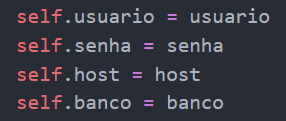 self.usuario = usuario
self.senha = senha
self.host = host
self.banco = banco